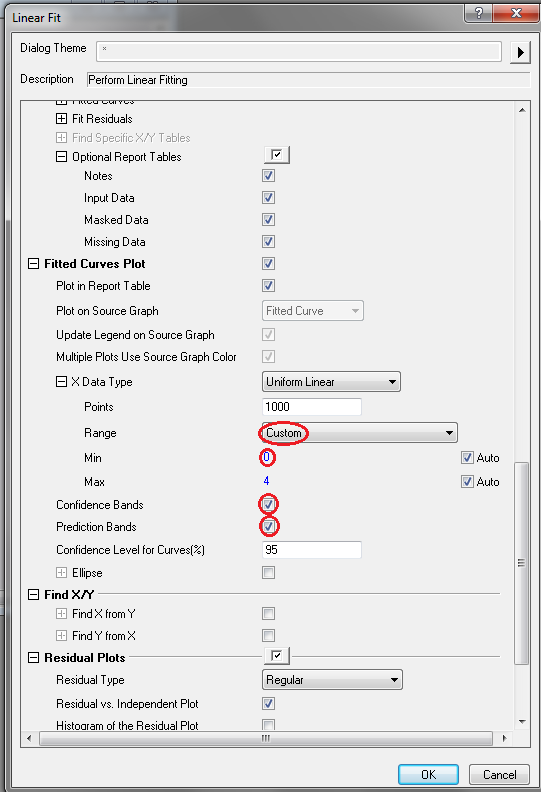 Linear Fit
Dialog Theme *
Description Perform Linear Fitting
Fitted Curves
Fit Residuals
Find Specific X/Y Tables
Optional Report Tables
Notes
Input Data
Masked Data
Missing Data
Fitted Curves Plot
Plot in Report Table
Plot on Source Graph Fitted Curve
Update Legend on Source Graph
Multiple Plots Use Source Graph Color
X Data Type Uniform Linear
Points 1000
Range Custom
Min 0 Auto
Max 4 Auto
Confidence Bands
Prediction Bands
Confidence Level for Curves(%) 95
Ellipse
Find X/Y
Find X from Y
Find Y from X
Residual Plots
Residual Type Regular
Residual vs. Independent Plot
Histogram of the Residual Plot
OK Cancel